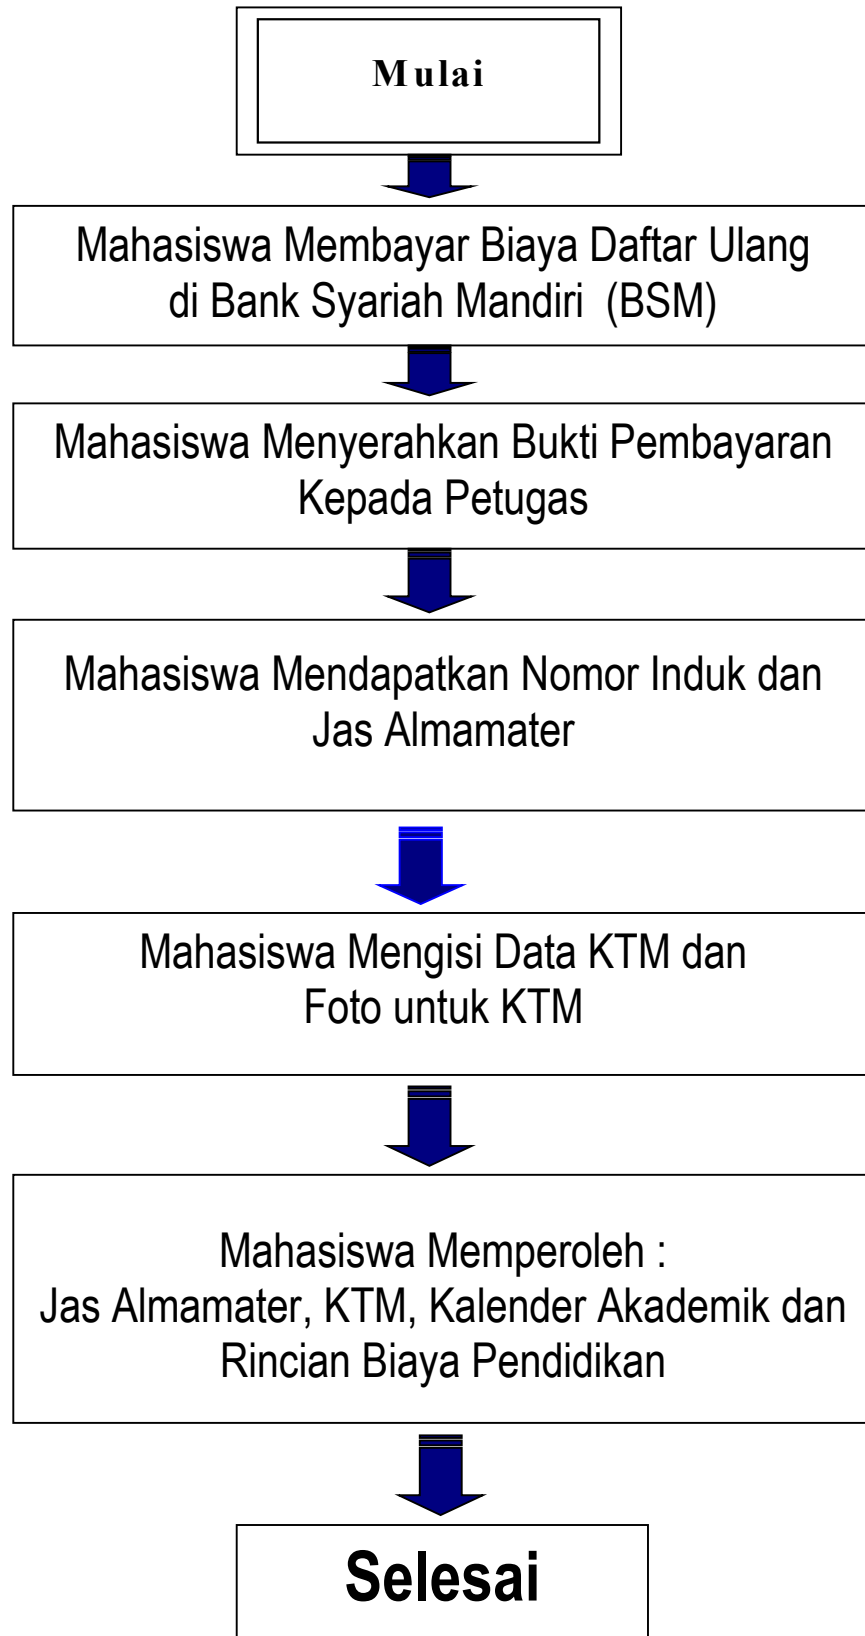 Mulai
Mahasiswa Membayar Biaya Daftar Ulang
di Bank Syariah Mandiri (BSM)
Mahasiswa Menyerahkan Bukti Pembayaran
Kepada Petugas
Mahasiswa Mendapatkan Nomor Induk dan
Jas Almamater
Mahasiswa Mengisi Data KTM dan
Foto untuk KTM
Mahasiswa Memperoleh :
Jas Almamater, KTM, Kalender Akademik dan
Rincian Biaya Pendidikan
Selesai